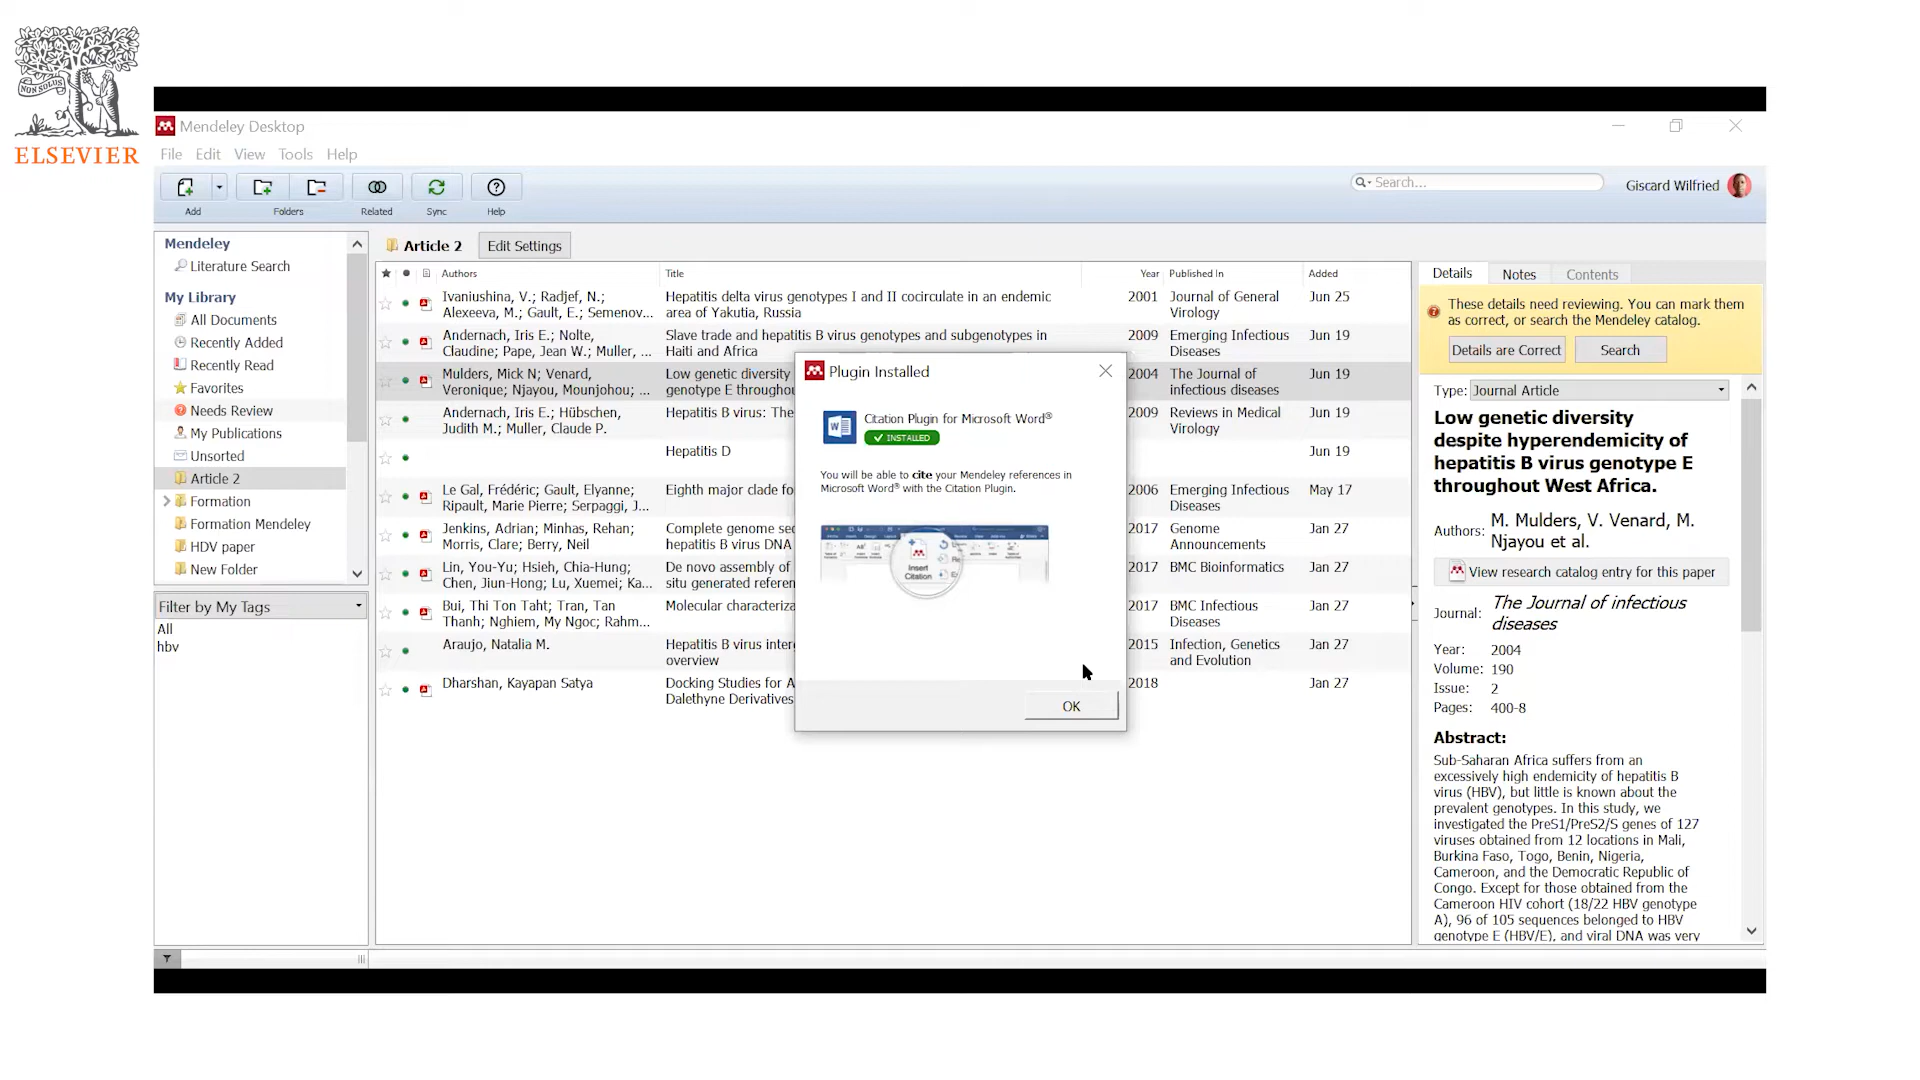 NON SOLUS
ELSEVIER
Mendeley Desktop
File Edit View Tools Help
Add Folders Related Sync Help
Search...
Giscard Wilfried
Mendeley
Literature Search
My Library
All Documents
Recently Added
Recently Read
Favorites
Needs Review
My Publications
Unsorted
Article 2
Formation
Formation Mendeley
HDV paper
New Folder
Filter by My Tags
All
hbv
Article 2 Edit Settings
Authors Title Year Published In Added
Ivaniushina, V.; Radjef, N.; Hepatitis delta virus genotypes I and II cocirculate in an endemic 2001 Journal of General Jun 25
Alexeeva, M.; Gault, E.; Semenov... area of Yakutia, Russia Virology
Andernach, Iris E.; Nolte, Slave trade and hepatitis B virus genotypes and subgenotypes in 2009 Emerging Infectious Jun 19
Claudine; Pape, Jean W.; Muller, ... Haiti and Africa Diseases
Mulders, Mick N; Venard, Low genetic diversity 2004 The Journal of Jun 19
Veronique; Njayou, Mounjohou; ... genotype E throughou infectious diseases
Andernach, Iris E.; Hübschen, Hepatitis B virus: The 2009 Reviews in Medical Jun 19
Judith M.; Muller, Claude P. Virology
Hepatitis D Jun 19
Le Gal, Frédéric; Gault, Elyanne; Eighth major clade fo 2006 Emerging Infectious May 17
Ripault, Marie Pierre; Serpaggi, J... Diseases
Jenkins, Adrian; Minhas, Rehan; Complete genome sec 2017 Genome Jan 27
Morris, Clare; Berry, Neil hepatitis B virus DNA Announcements
Lin, You-Yu; Hsieh, Chia-Hung; De novo assembly of 2017 BMC Bioinformatics Jan 27
Chen, Jiun-Hong; Lu, Xuemei; Ka... situ generated referen
Bui, Thi Ton Taht; Tran, Tan Molecular characteriza 2017 BMC Infectious Jan 27
Thanh; Nghiem, My Ngoc; Rahm... Diseases
Araujo, Natalia M. Hepatitis B virus interg 2015 Infection, Genetics Jan 27
overview and Evolution
Dharshan, Kayapan Satya Docking Studies for A 2018 Jan 27
Dalethyne Derivatives
Plugin Installed
Citation Plugin for Microsoft Word®
INSTALLED
You will be able to cite your Mendeley references in
Microsoft Word® with the Citation Plugin.
Insert
Citation
OK
Details Notes Contents
These details need reviewing. You can mark them
as correct, or search the Mendeley catalog.
Details are Correct Search
Type: Journal Article
Low genetic diversity
despite hyperendemicity of
hepatitis B virus genotype E
throughout West Africa.
Authors: M. Mulders, V. Venard, M.
Njayou et al.
View research catalog entry for this paper
Journal: The Journal of infectious
diseases
Year: 2004
Volume: 190
Issue: 2
Pages: 400-8
Abstract:
Sub-Saharan Africa suffers from an
excessively high endemicity of hepatitis B
virus (HBV), but little is known about the
prevalent genotypes. In this study, we
investigated the PreS1/PreS2/S genes of 127
viruses obtained from 12 locations in Mali,
Burkina Faso, Togo, Benin, Nigeria,
Cameroon, and the Democratic Republic of
Congo. Except for those obtained from the
Cameroon HIV cohort (18/22 HBV genotype
A), 96 of 105 sequences belonged to HBV
genotype E (HBV/E), and viral DNA was very